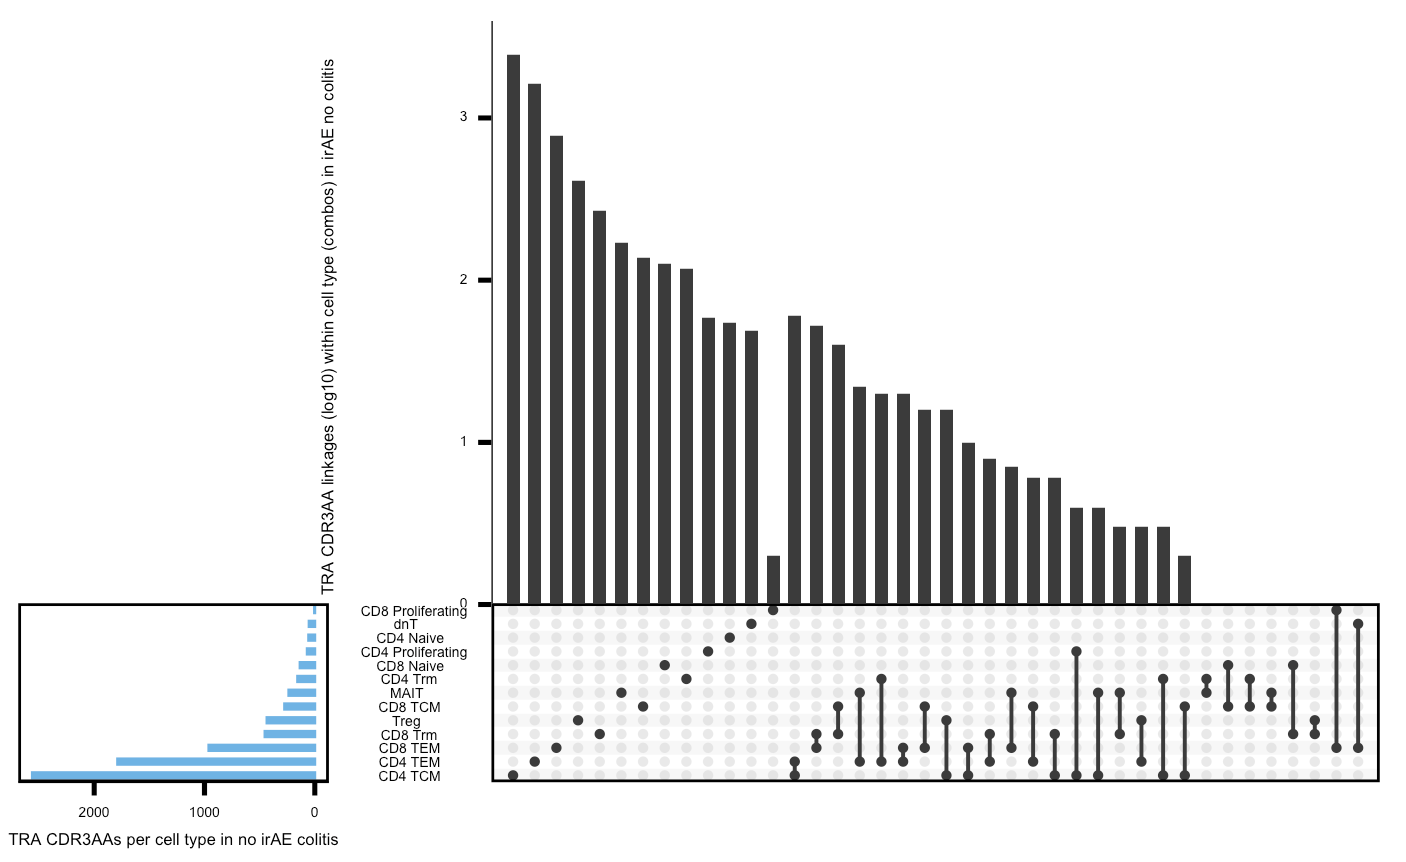 TRA CDR3AA linkages (log10) within cell type (combos) in irAE no colitis
3
2
1
0
CD8 Proliferating
dnT
CD4 Naive
CD4 Proliferating
CD8 Naive
CD4 Trm
MAIT
CD8 TCM
Treg
CD8 Trm
CD8 TEM
CD4 TEM
CD4 TCM
2000 1000 0
TRA CDR3AAs per cell type in no irAE colitis